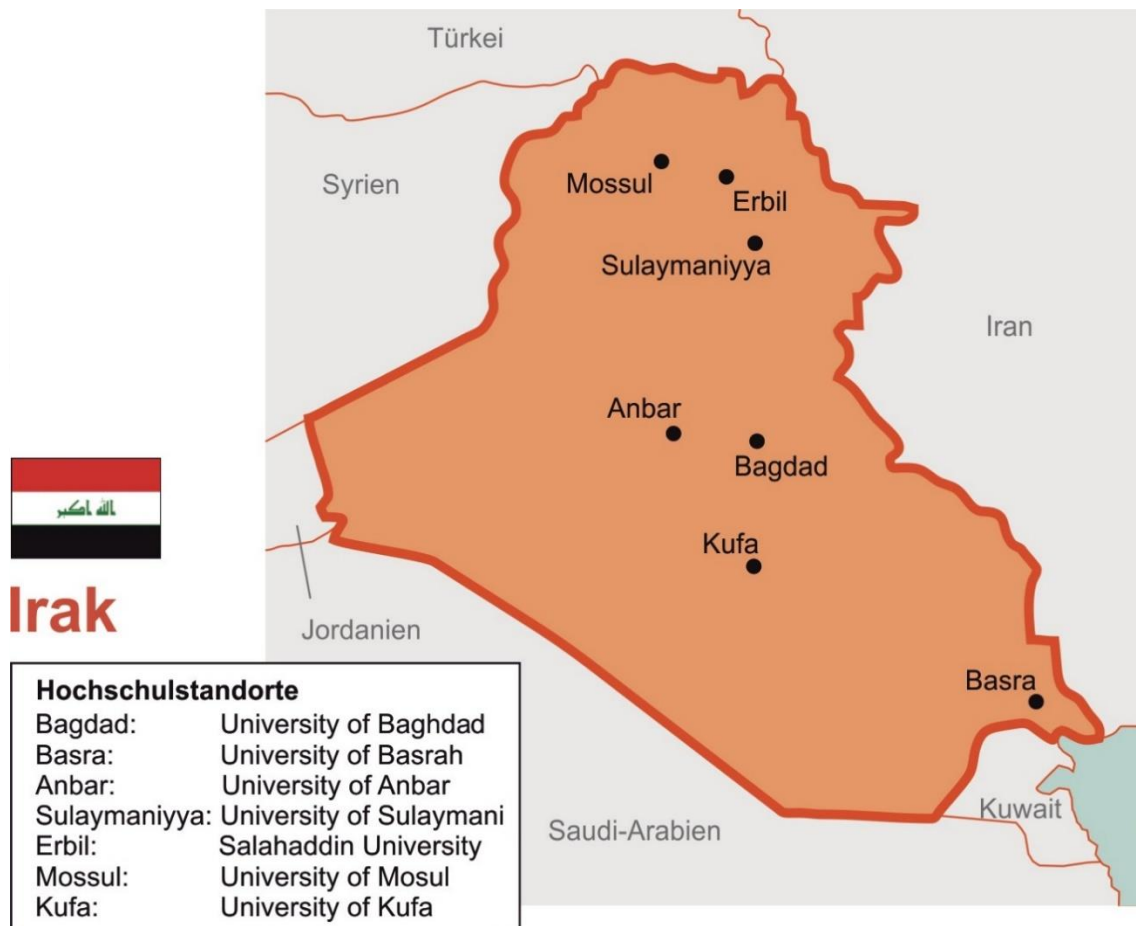 Türkei
Syrien
Mossul
Erbil
Sulaymaniyya
Iran
Anbar
Bagdad
الله اكبر
Kufa
Irak
Jordanien
Basra
Kuwait
Saudi-Arabien
Hochschulstandorte
Bagdad: University of Baghdad
Basra: University of Basrah
Anbar: University of Anbar
Sulaymaniyya: University of Sulaymani
Erbil: Salahaddin University
Mossul: University of Mosul
Kufa: University of Kufa